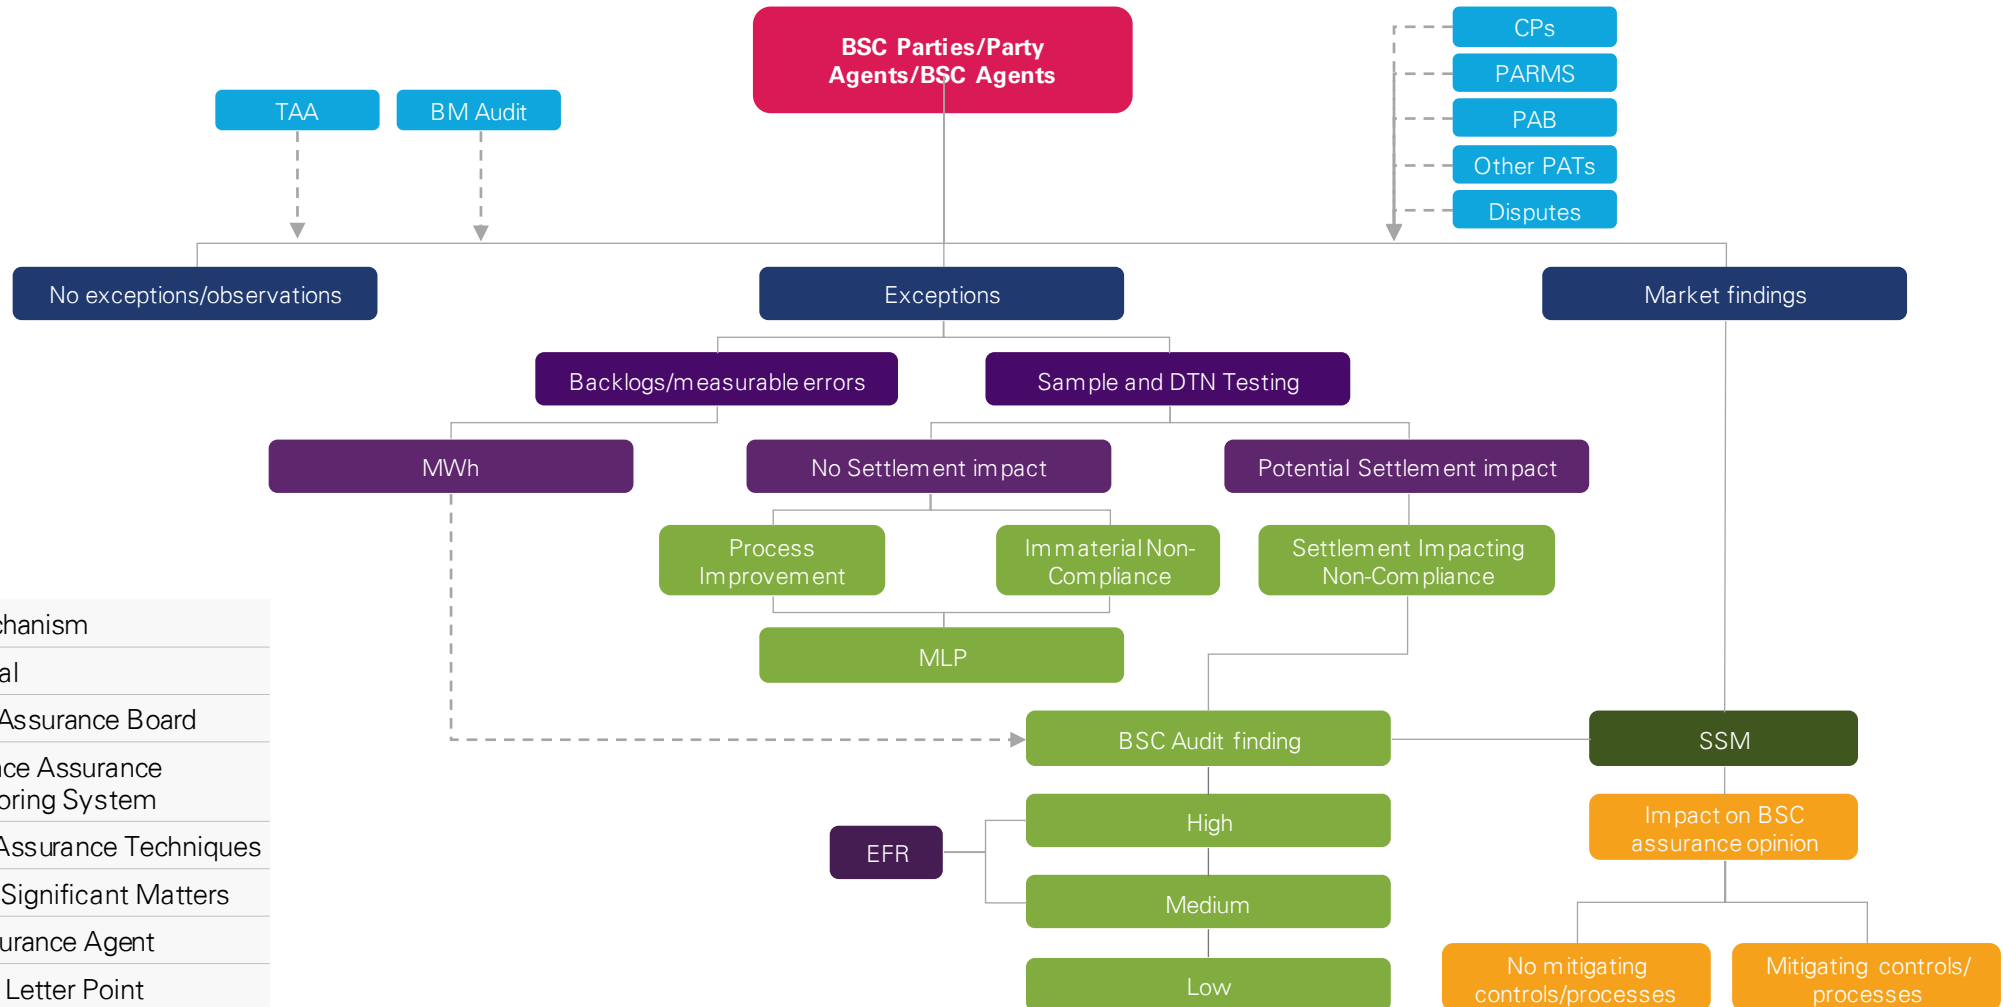 BSC Parties/Party
Agents/BSC Agents
CPs
PARMS
PAB
Other PATs
Disputes
TAA
BM Audit
No exceptions/observations
Exceptions
Market findings
Backlogs/measurable errors
Sample and DTN Testing
MWh
No Settlement impact
Potential Settlement impact
Process
Improvement
Immaterial Non-
Compliance
Settlement Impacting
Non-Compliance
MLP
BSC Audit finding
SSM
High
EFR
Medium
Low
Impact on BSC
assurance opinion
No mitigating
controls/processes
Mitigating controls/
processes
chanism
al
Assurance Board
nce Assurance
oring System
Assurance Techniques
Significant Matters
urance Agent
Letter Point